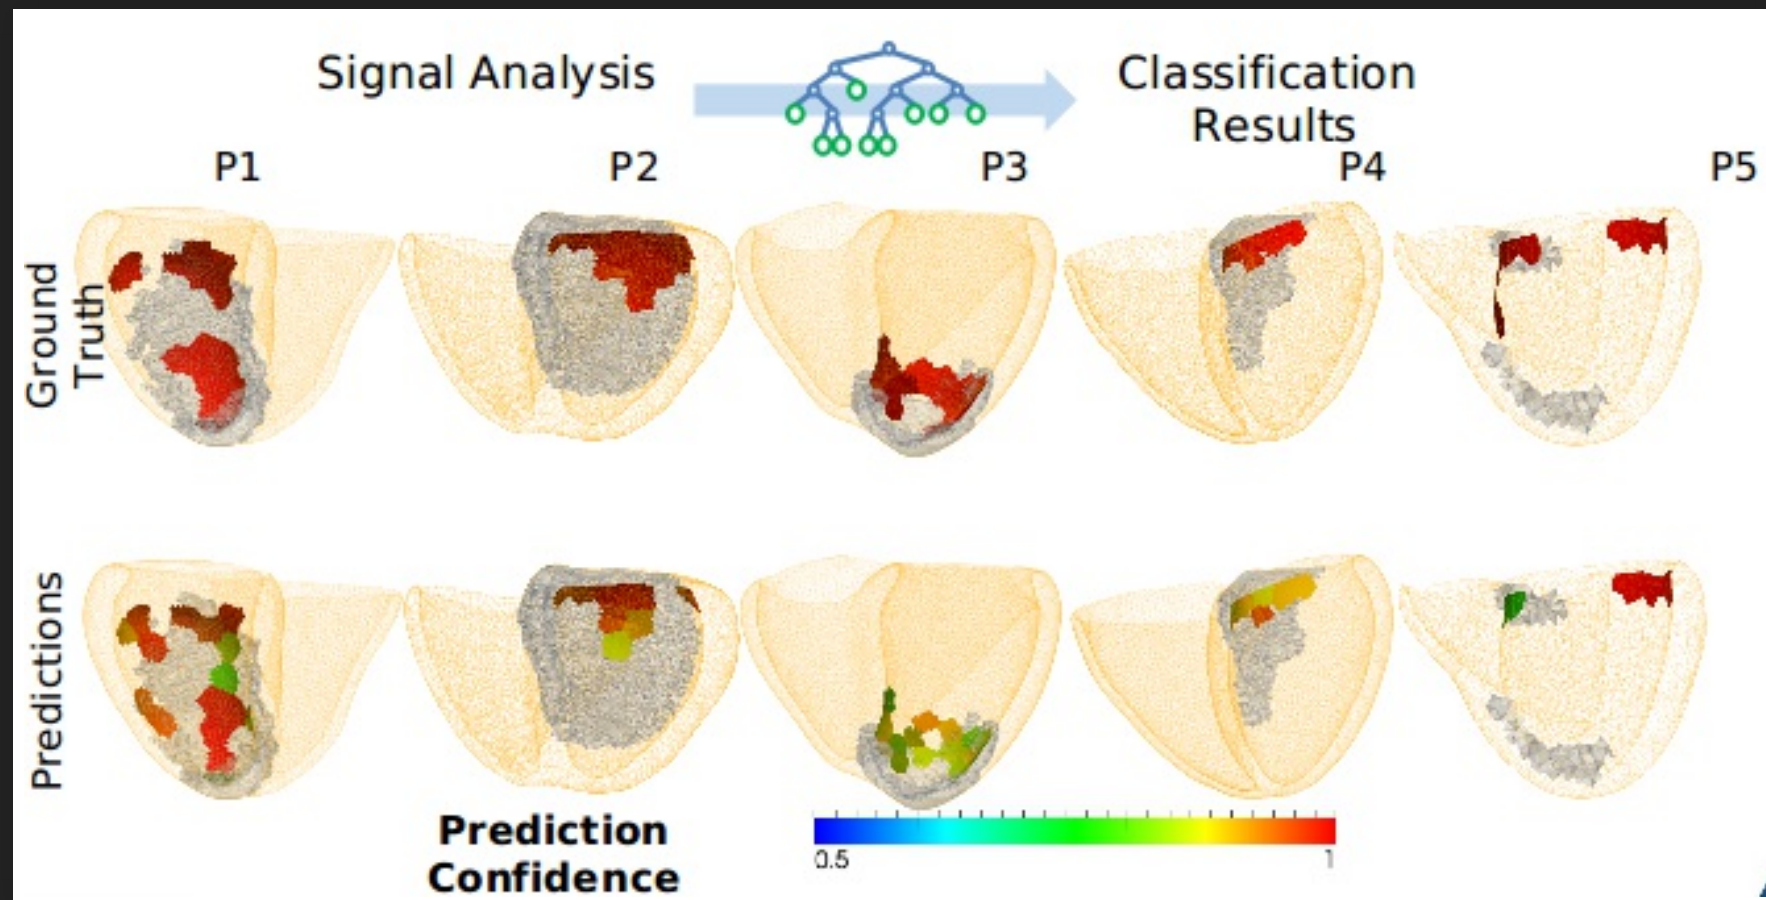 Signal Analysis
Classification
Results
P1
P2
P3
P4
P5
Ground
Truth
Predictions
Prediction
Confidence
0.5
1